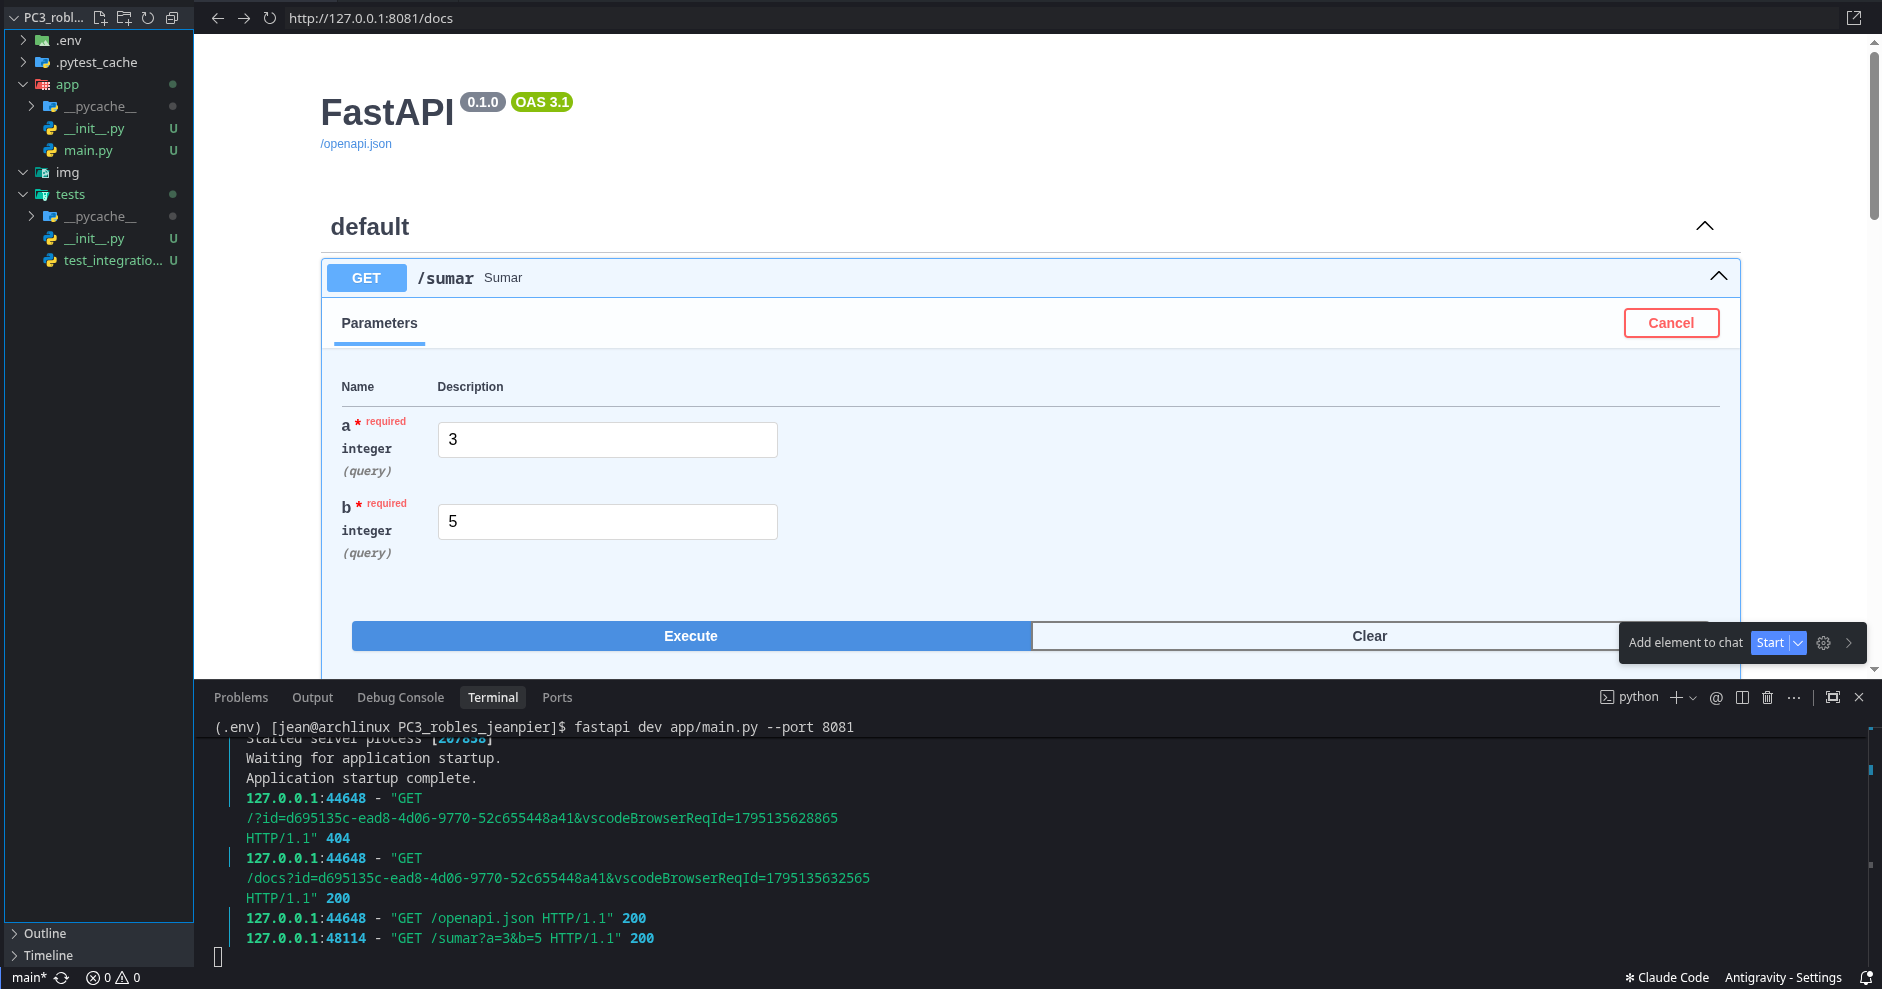 PC3_robl...
http://127.0.0.1:8081/docs
.env
.pytest_cache
app
__pycache__
__init__.py U
main.py U
img
tests
__pycache__
__init__.py U
test_integratio... U
Outline
Timeline
FastAPI 0.1.0 OAS 3.1
/openapi.json
default
GET /sumar Sumar
Parameters
Cancel
Name Description
a * required
integer
(query)
3
b * required
integer
(query)
5
Execute
Clear
Add element to chat Start
Problems Output Debug Console Terminal Ports
python
(.env) [jean@archlinux PC3_robles_jeanpier]$ fastapi dev app/main.py --port 8081
Started server process [207858]
Waiting for application startup.
Application startup complete.
127.0.0.1:44648 - "GET
/?id=d695135c-ead8-4d06-9770-52c655448a41&vscodeBrowserReqId=1795135628865
HTTP/1.1" 404
127.0.0.1:44648 - "GET
/docs?id=d695135c-ead8-4d06-9770-52c655448a41&vscodeBrowserReqId=1795135632565
HTTP/1.1" 200
127.0.0.1:44648 - "GET /openapi.json HTTP/1.1" 200
127.0.0.1:48114 - "GET /sumar?a=3&b=5 HTTP/1.1" 200
main* 0 0
Claude Code Antigravity - Settings